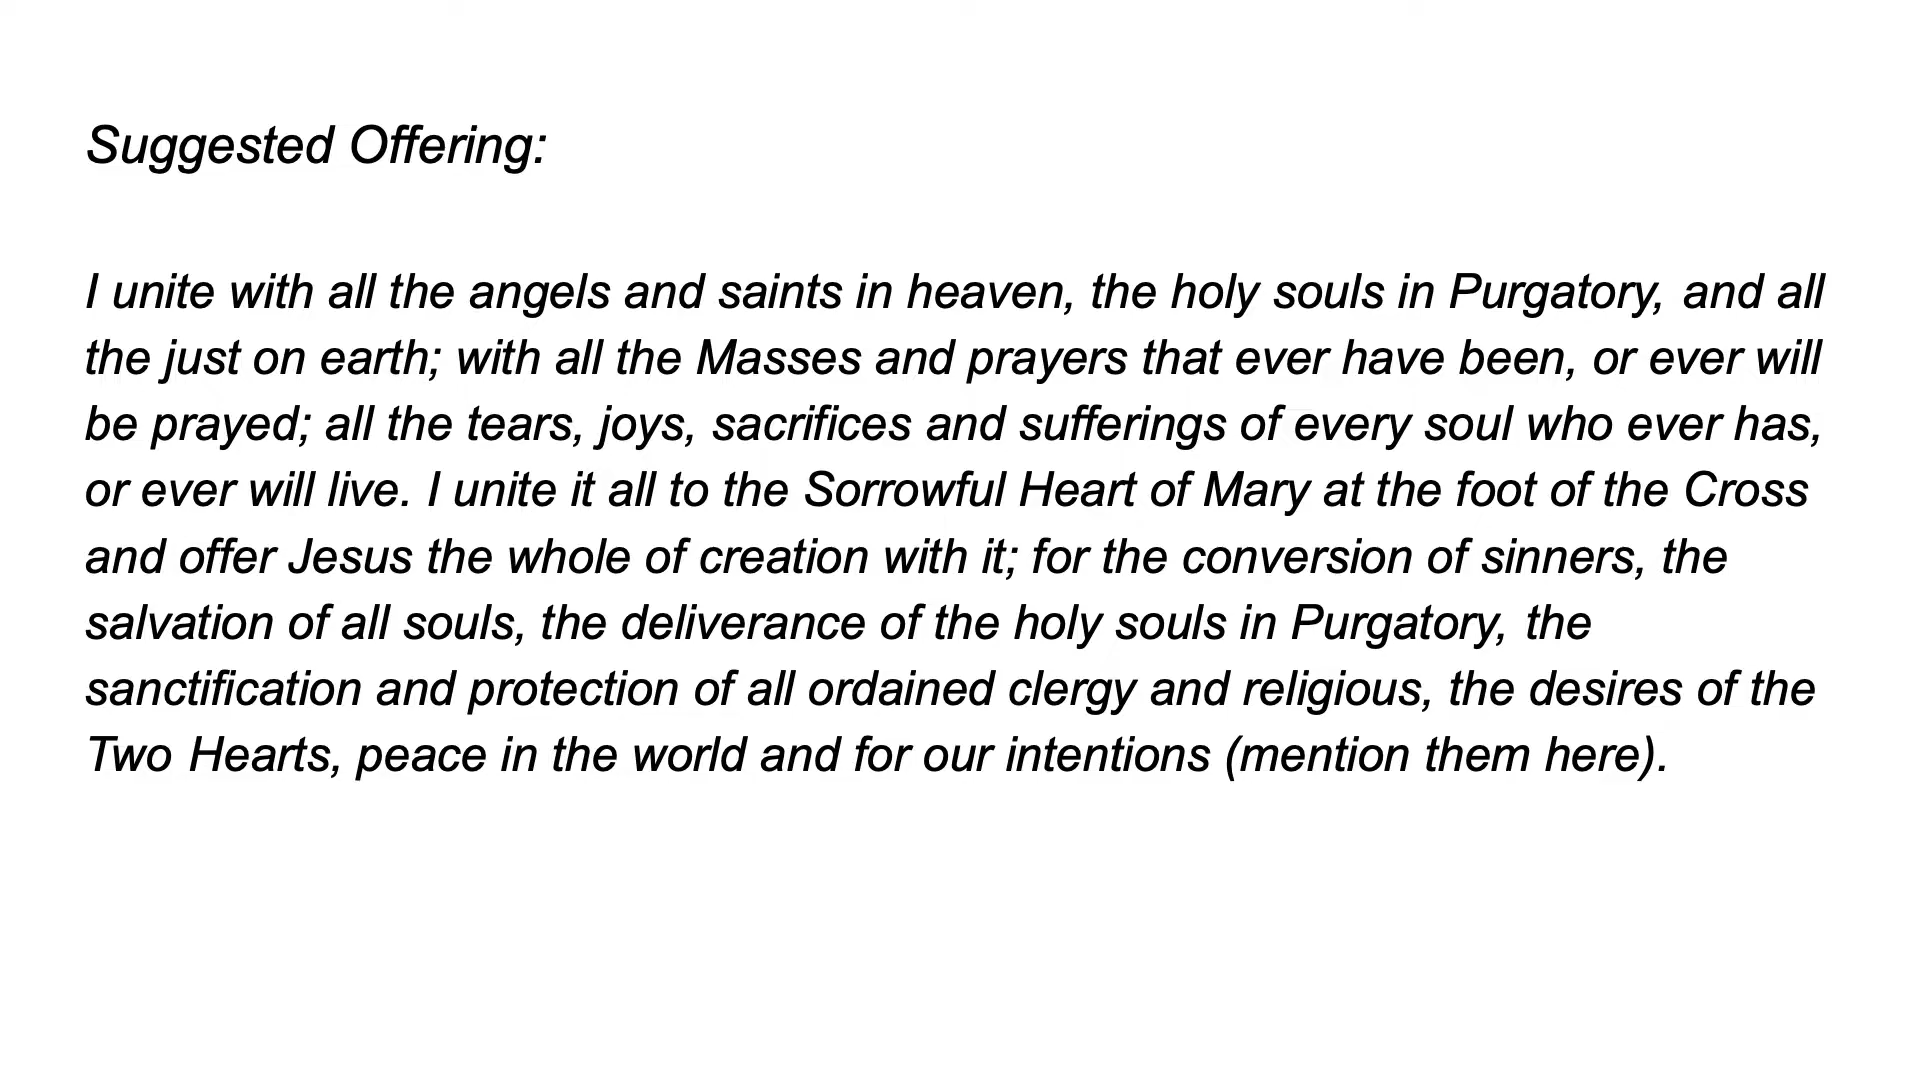 Suggested Offering:
I unite with all the angels and saints in heaven, the holy souls in Purgatory, and all
the just on earth; with all the Masses and prayers that ever have been, or ever will
be prayed; all the tears, joys, sacrifices and sufferings of every soul who ever has,
or ever will live. I unite it all to the Sorrowful Heart of Mary at the foot of the Cross
and offer Jesus the whole of creation with it; for the conversion of sinners, the
salvation of all souls, the deliverance of the holy souls in Purgatory, the
sanctification and protection of all ordained clergy and religious, the desires of the
Two Hearts, peace in the world and for our intentions (mention them here).